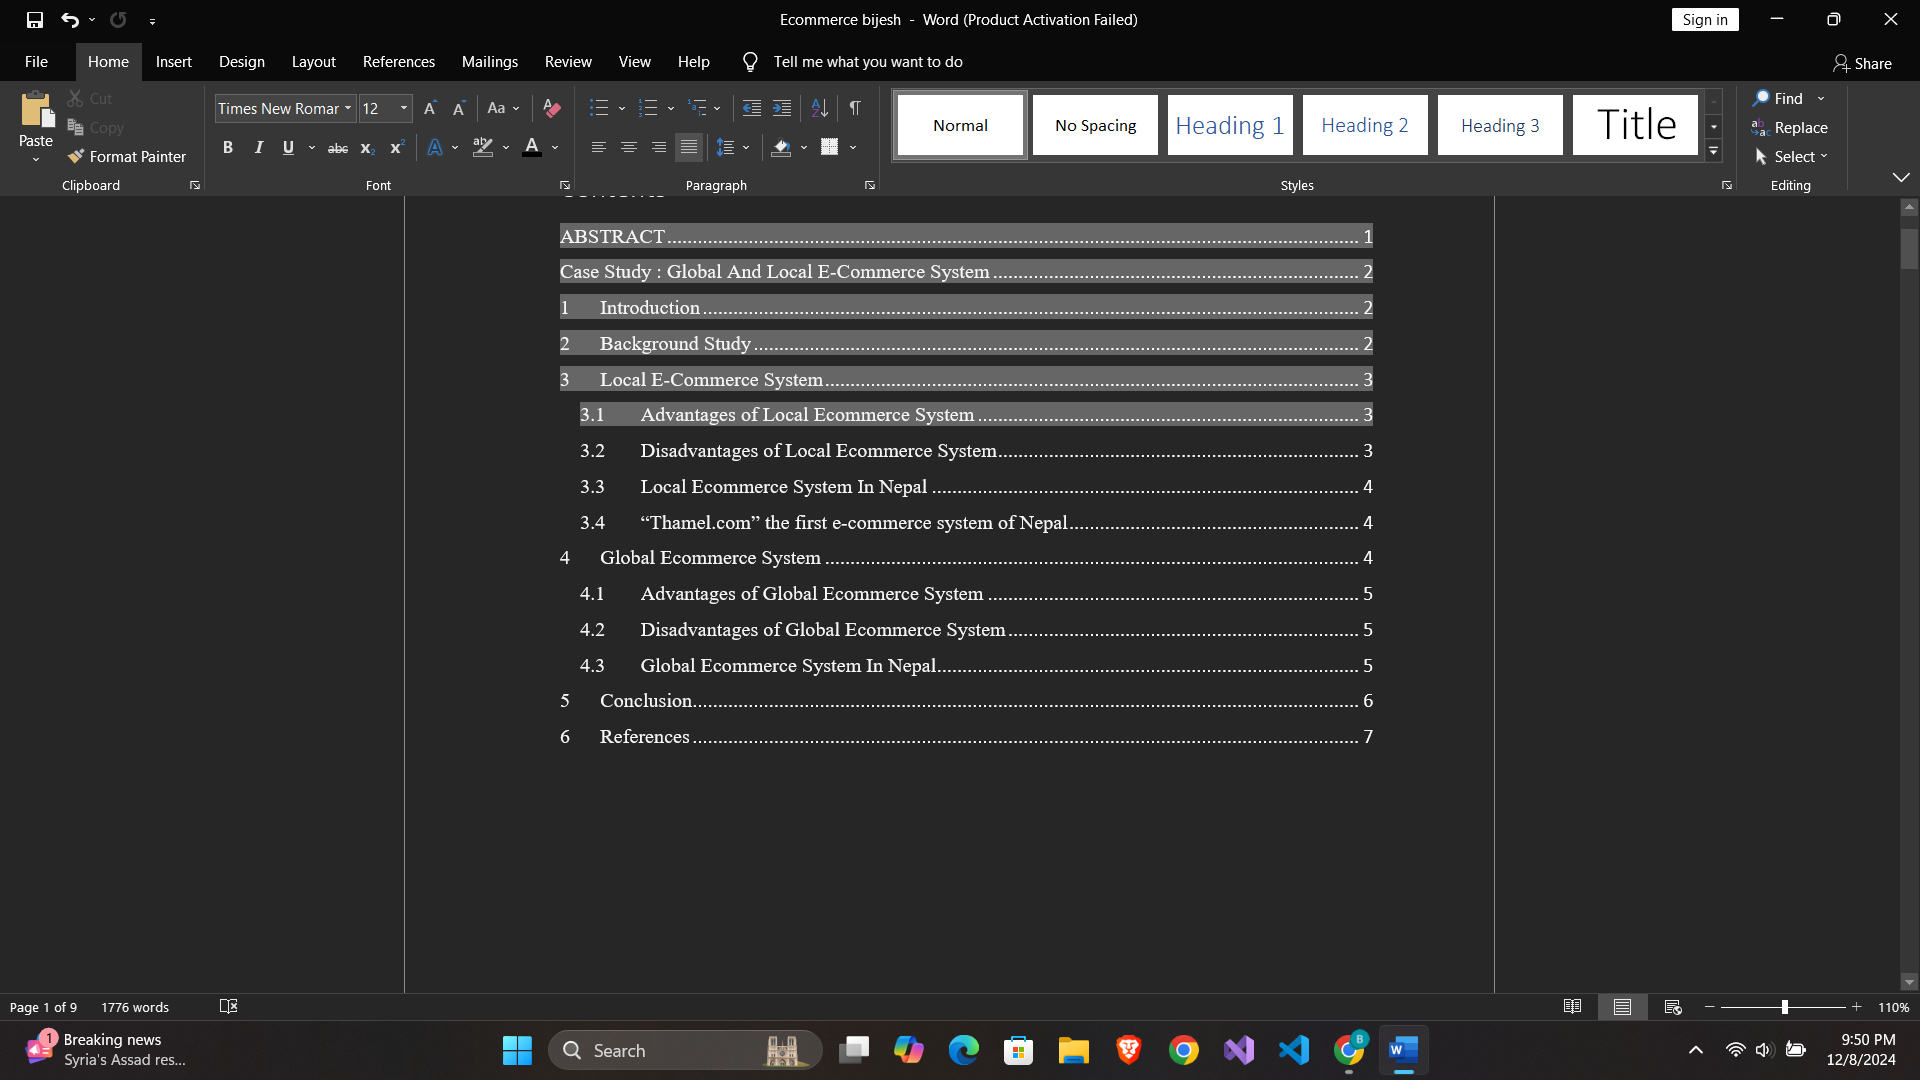 Ecommerce bijesh - Word (Product Activation Failed)
Sign in
File Home Insert Design Layout References Mailings Review View Help Tell me what you want to do
Share
Paste
Cut
Copy
Format Painter
Clipboard
Times New Roman 12
Aa
B I U abc x₂ x²
Font
Paragraph
Normal
No Spacing
Heading 1
Heading 2
Heading 3
Title
Styles
Find
Replace
Select
Editing
ABSTRACT 1
Case Study : Global And Local E-Commerce System 2
1 Introduction 2
2 Background Study 2
3 Local E-Commerce System 3
3.1 Advantages of Local Ecommerce System 3
3.2 Disadvantages of Local Ecommerce System 3
3.3 Local Ecommerce System In Nepal 4
3.4 “Thamel.com” the first e-commerce system of Nepal 4
4 Global Ecommerce System 4
4.1 Advantages of Global Ecommerce System 5
4.2 Disadvantages of Global Ecommerce System 5
4.3 Global Ecommerce System In Nepal 5
5 Conclusion 6
6 References 7
Page 1 of 9 1776 words
110%
1
Breaking news
Syria's Assad res...
Search
9:50 PM
12/8/2024